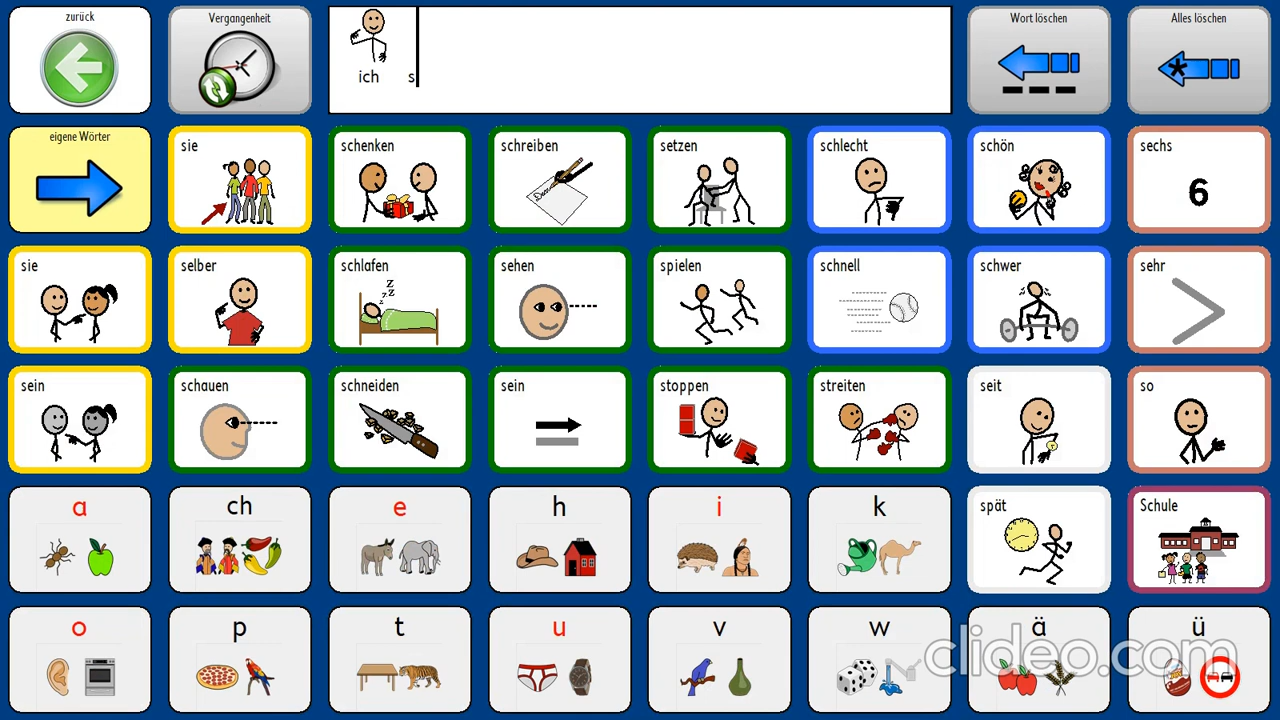 zurück
Vergangenheit
ich s
Wort löschen
Alles löschen
eigene Wörter
sie
schenken
schreiben
setzen
schlecht
schön
sechs
6
sie
selber
schlafen
sehen
spielen
schnell
schwer
sehr
sein
schauen
schneiden
sein
stoppen
streiten
seit
so
a
ch
e
h
i
k
spät
Schule
o
p
t
u
v
w
ä
ü
clideo.com